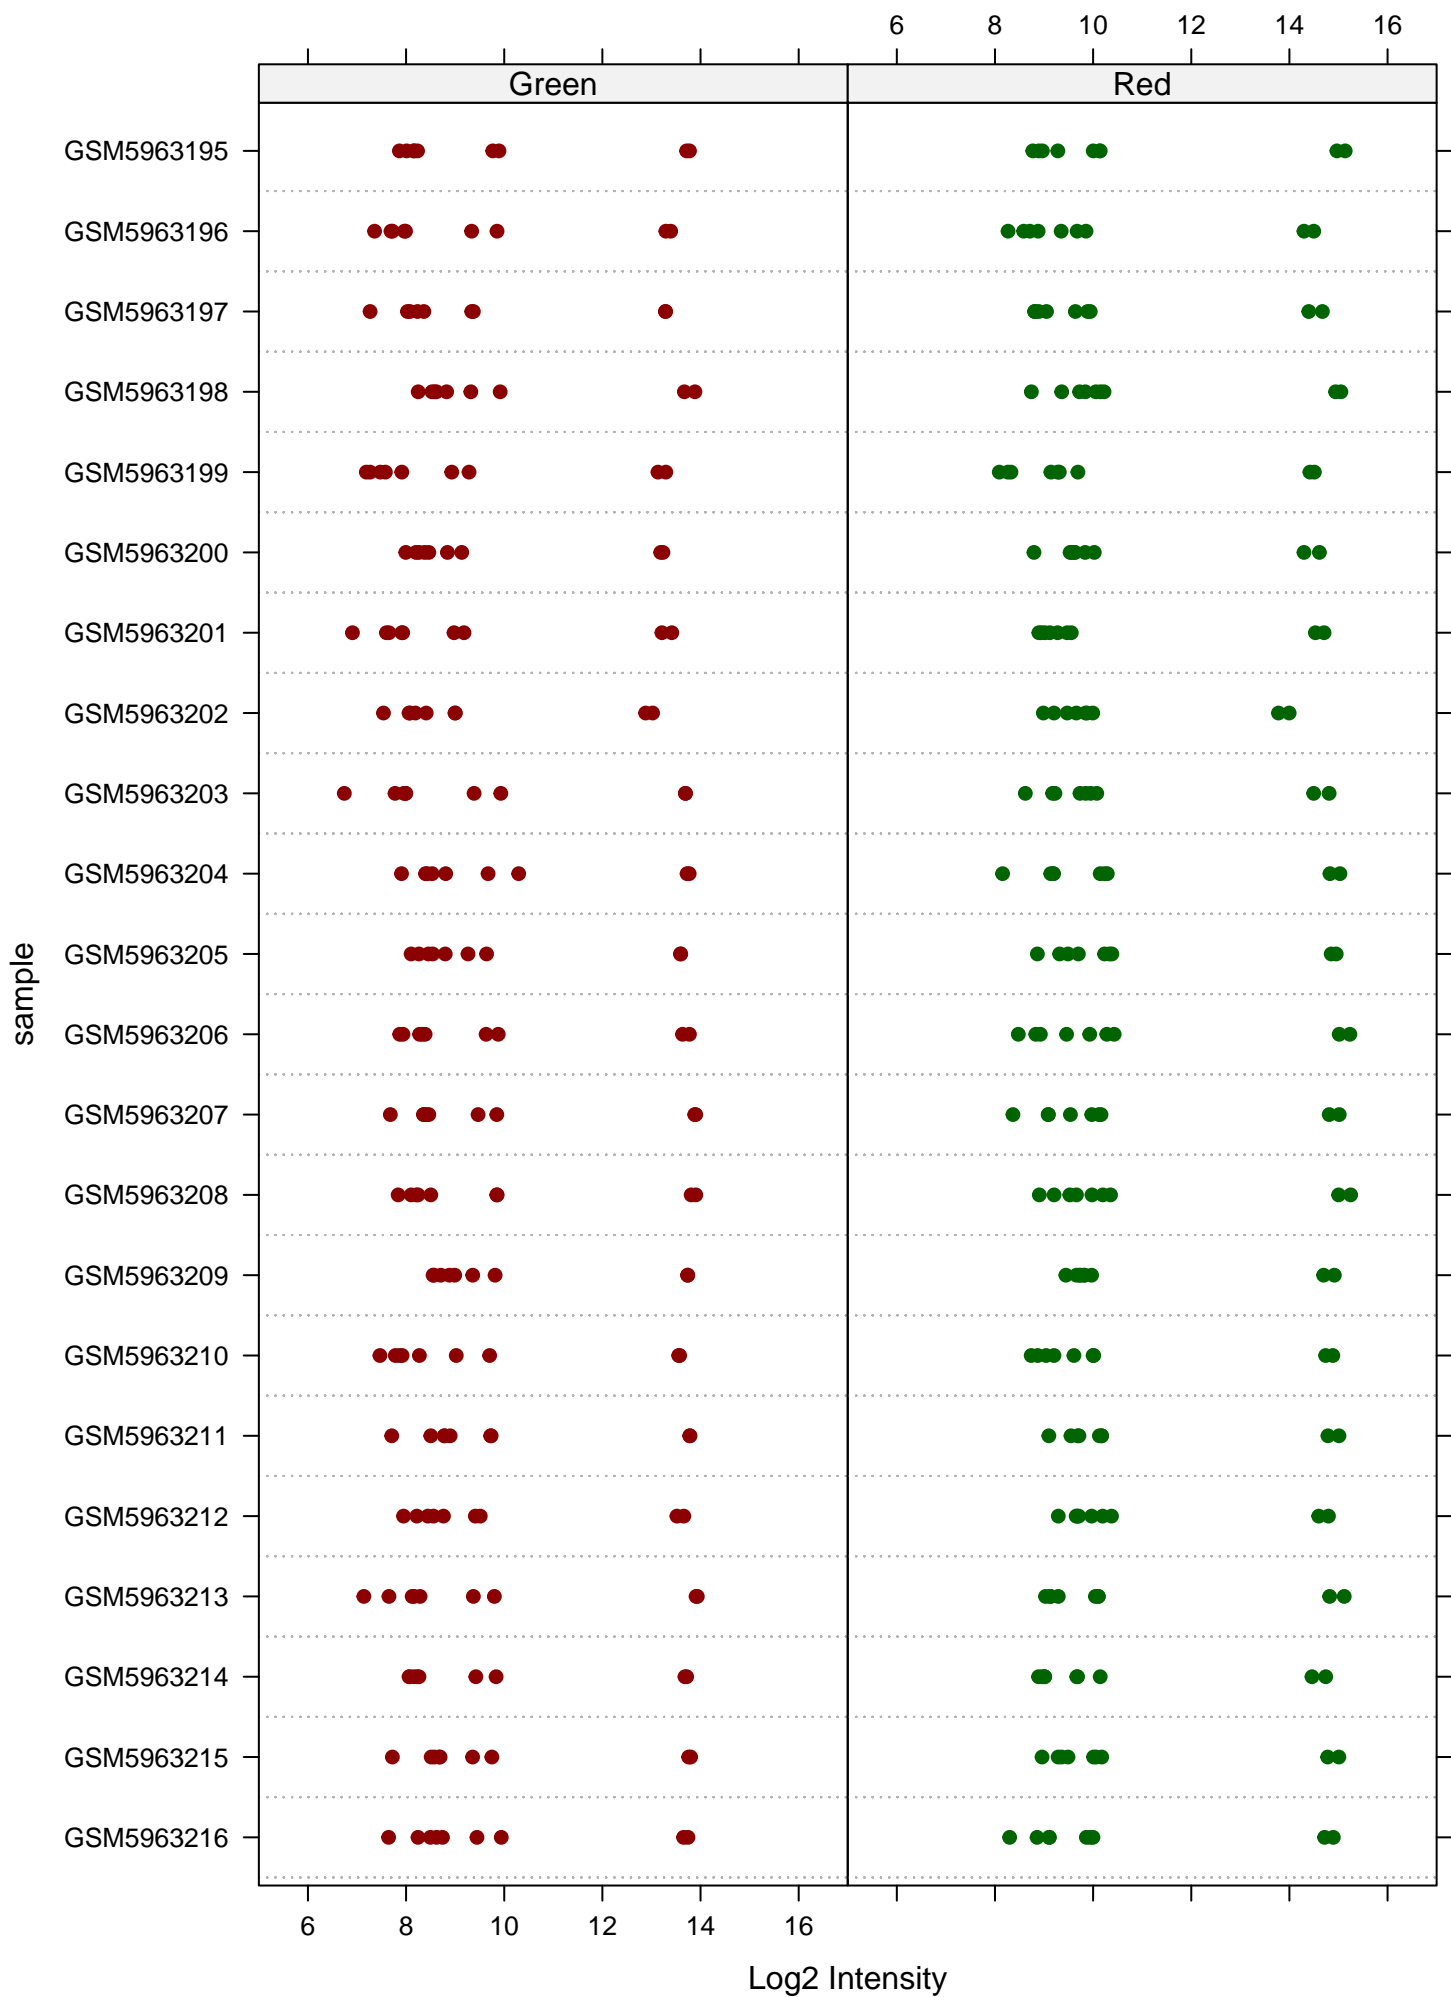 6 8 10 12 14 16
Green Red
GSM5963195
GSM5963196
GSM5963197
GSM5963198
GSM5963199
GSM5963200
GSM5963201
GSM5963202
GSM5963203
GSM5963204
GSM5963205
GSM5963206
GSM5963207
GSM5963208
GSM5963209
GSM5963210
GSM5963211
GSM5963212
GSM5963213
GSM5963214
GSM5963215
GSM5963216
sample
6 8 10 12 14 16
Log2 Intensity